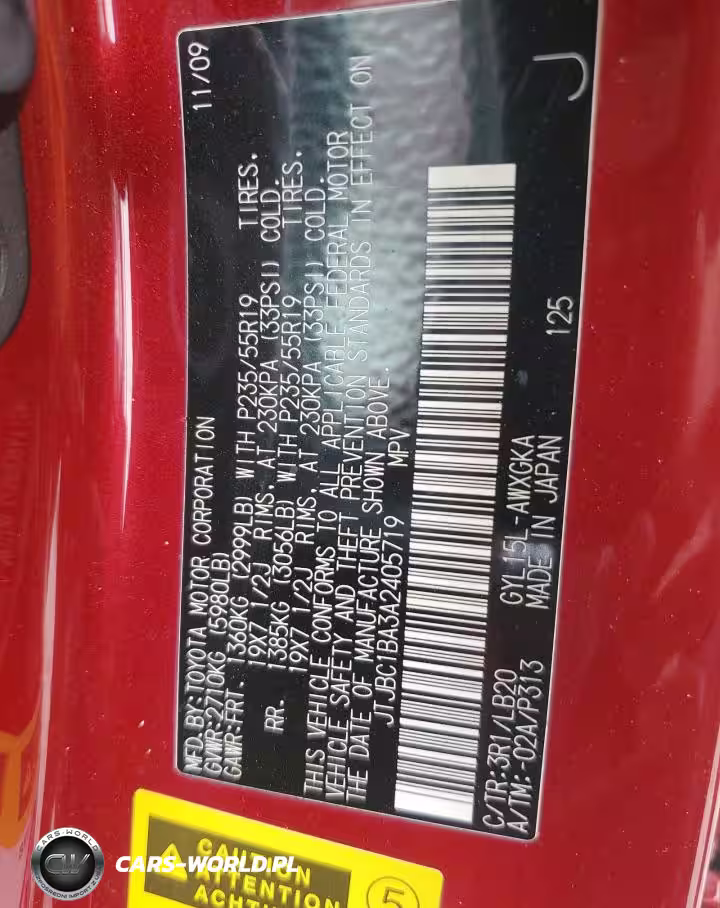 MFD.BY:TOYOTA MOTOR CORPORATION 11/09
GVWR:2710KG (5980LB)
GAWR:FRT. 1360KG (2999LB) WITH P235/55R19 TIRES.
19X7 1/2J RIMS, AT 230KPA (33PSI) COLD.
RR. 1385KG (3056LB) WITH P235/55R19 TIRES.
19X7 1/2J RIMS, AT 230KPA (33PSI) COLD.
THIS VEHICLE CONFORMS TO ALL APPLICABLE FEDERAL MOTOR
VEHICLE SAFETY AND THEFT PREVENTION STANDARDS IN EFFECT ON
THE DATE OF MANUFACTURE SHOWN ABOVE.
JTJBC1BA3A2405719 MPV
C/TR:3R1/LB20 GYL15L-AWXGKA 125
A/TM:-02A/P313 MADE IN JAPAN
J
CAUTION
ATTENTION
5
CARS-WORLD
CW
CARS-WORLD.PL